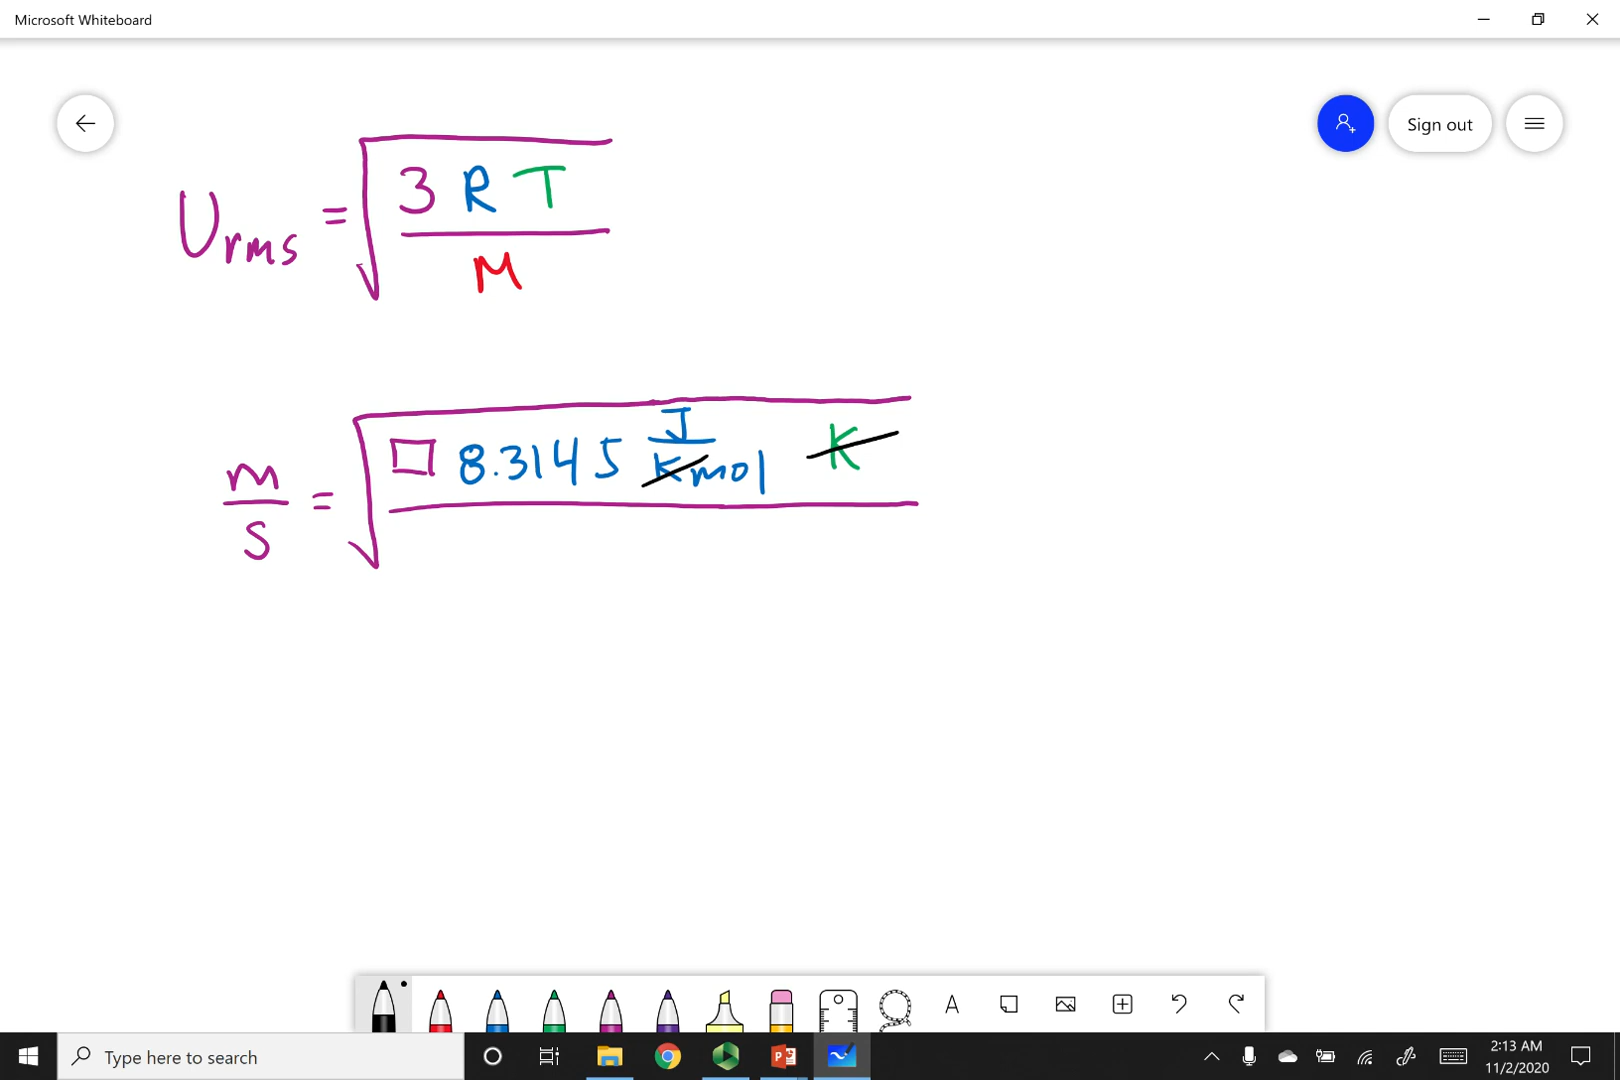 Microsoft Whiteboard
Sign out
Urms = √ 3 R T
M
m/s = √ □ 8.3145 J/Kmol K
A
Type here to search
2:13 AM
11/2/2020